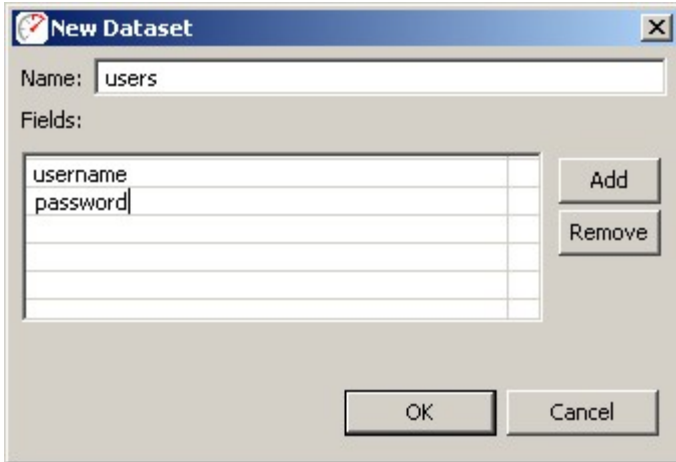 New Dataset
Name: users
Fields:
username
password
Add
Remove
OK
Cancel